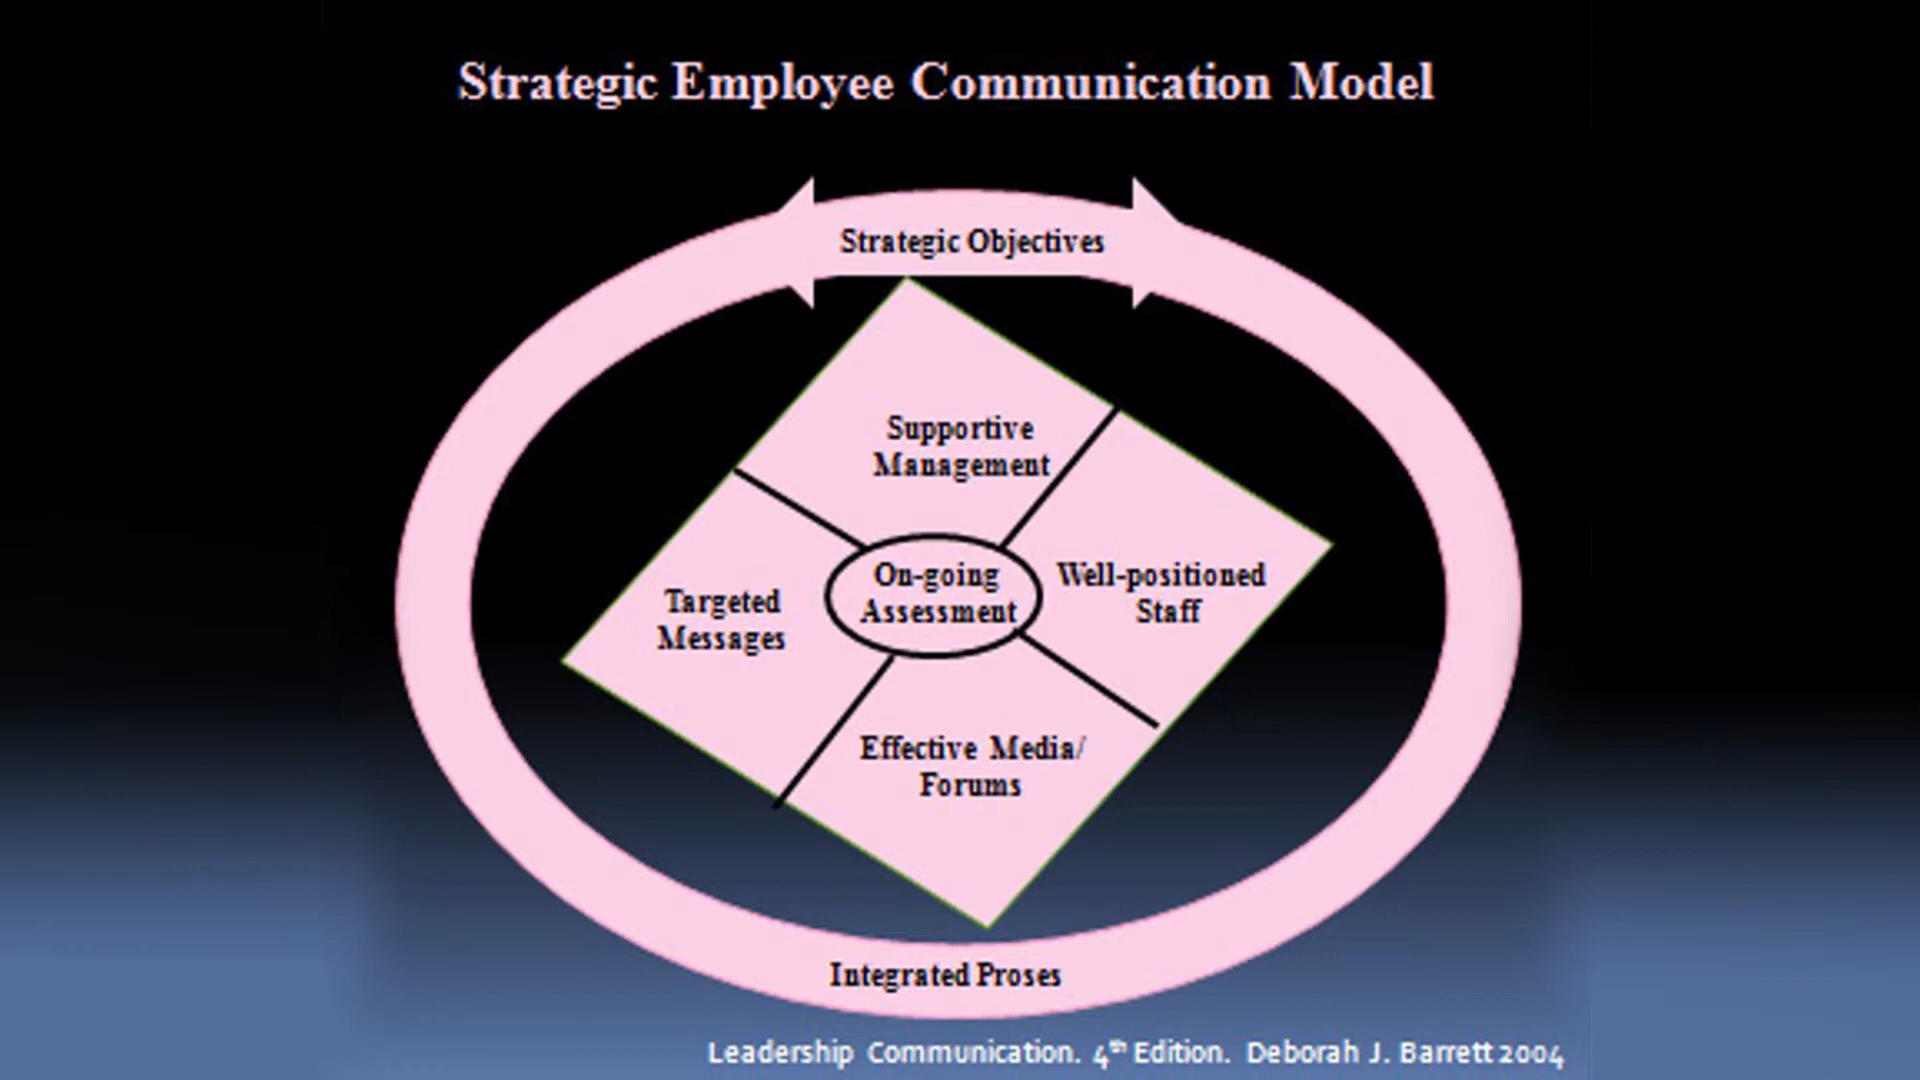 Strategic Employee Communication Model
Strategic Objectives
Supportive
Management
On-going
Assessment
Well-positioned
Staff
Targeted
Messages
Effective Media/
Forums
Integrated Proses
Leadership Communication. 4th Edition. Deborah J. Barrett 2004